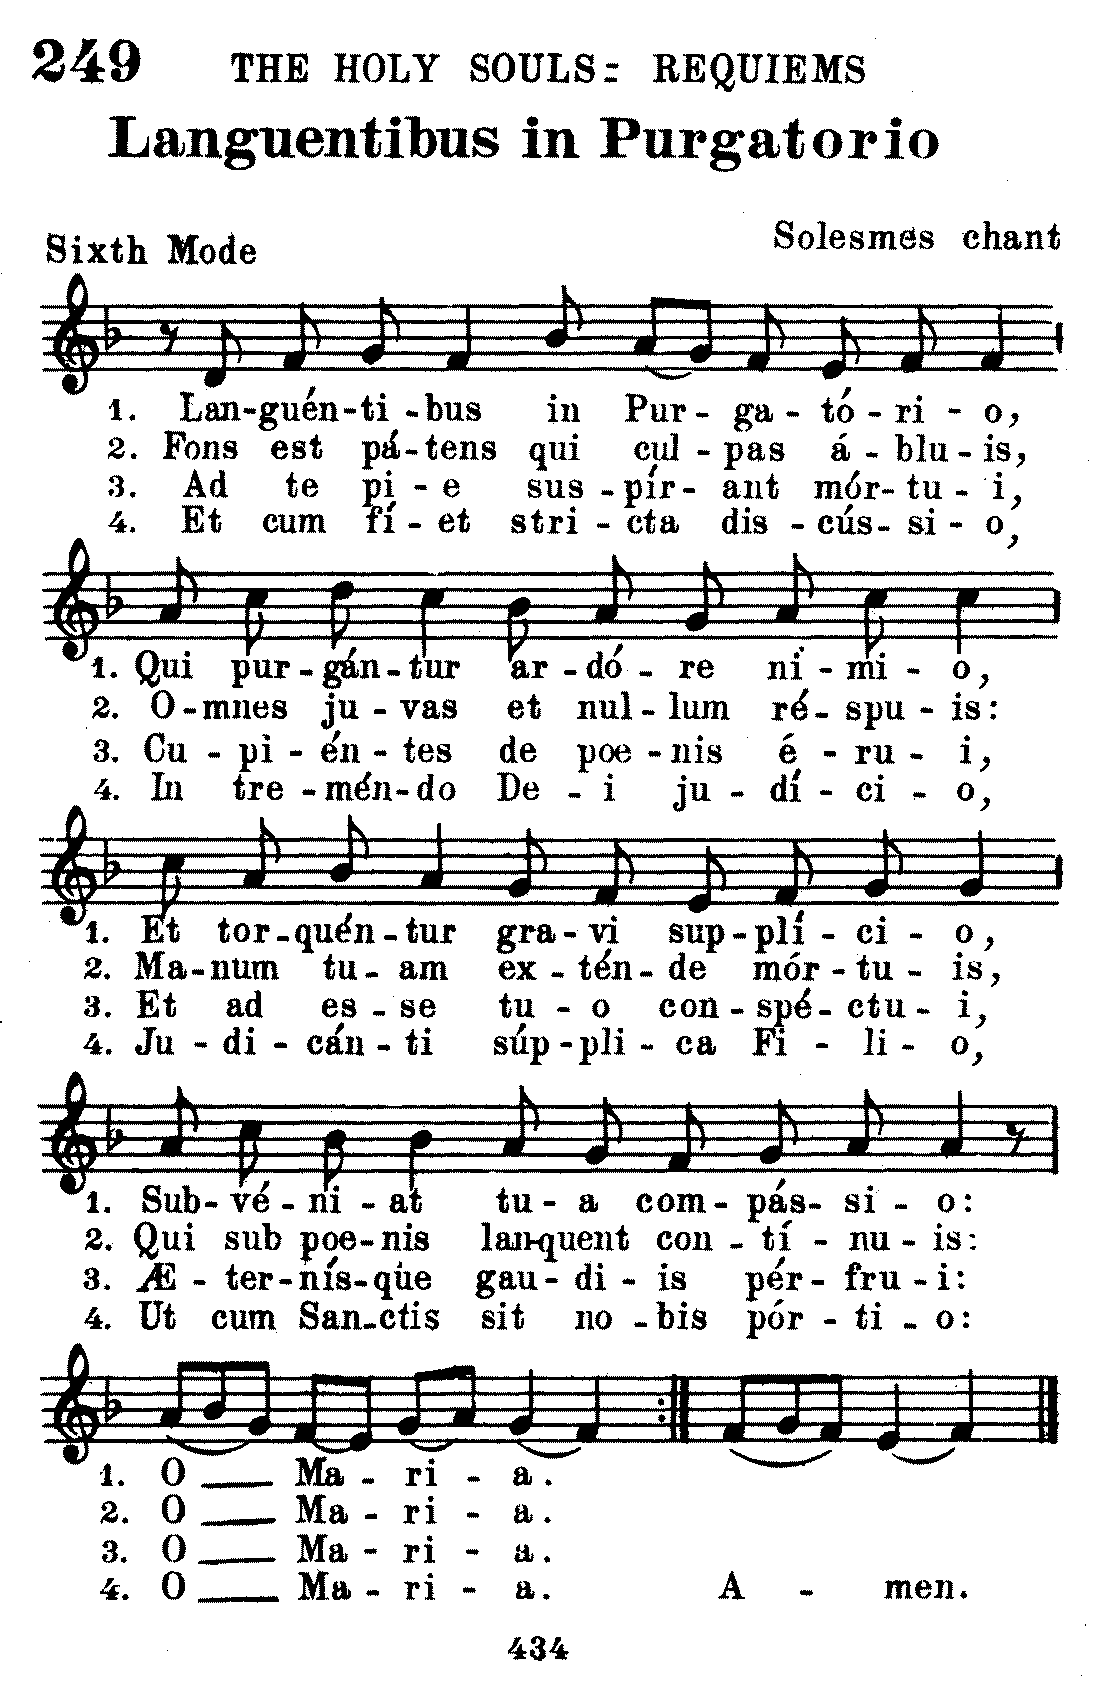 249 THE HOLY SOULS: REQUIEMS
Languentibus in Purgatorio
Sixth Mode Solesmes chant
1. Lan-guén-ti-bus in Pur-ga-tó-ri-o,
2. Fons est pá-tens qui cul-pas á-blu-is,
3. Ad te pi-e sus-pír-ant mór-tu-i,
4. Et cum fí-et stri-cta dis-cús-si-o,
1. Qui pur-gán-tur ar-dó-re ni-mi-o,
2. O-mnes ju-vas et nul-lum ré-spu-is:
3. Cu-pi-én-tes de poe-nis é-ru-i,
4. In tre-mén-do De-i ju-dí-ci-o,
1. Et tor-quén-tur gra-vi sup-plí-ci-o,
2. Ma-num tu-am ex-tén-de mór-tu-is,
3. Et ad es-se tu-o con-spé-ctu-i,
4. Ju-di-cán-ti súp-pli-ca Fi-li-o,
1. Sub-vé-ni-at tu-a com-pás-si-o:
2. Qui sub poe-nis lan-quent con-tí-nu-is:
3. Æ-ter-nís-que gau-di-is pér-fru-i:
4. Ut cum San-ctis sit no-bis pór-ti-o:
1. O Ma-ri-a.
2. O Ma-ri-a.
3. O Ma-ri-a.
4. O Ma-ri-a. A-men.
434